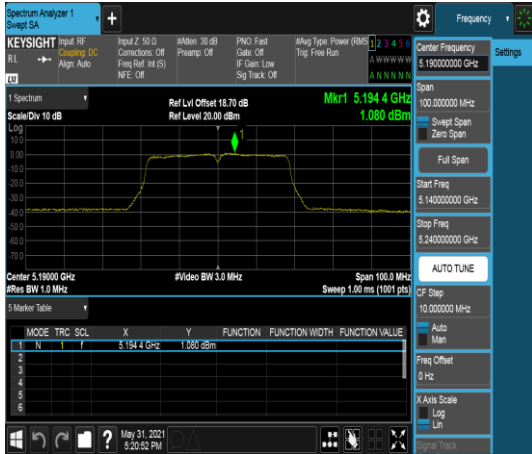 Spectrum Analyzer 1
Swept SA
+
Frequency
KEYSIGHT
Input: RF
Input Z: 50 Ω
#Atten: 30 dB
PNO: Fast
#Avg Type: Power (RMS
1 2 3 4 5 6
RL
Coupling: DC
Corrections: Off
Preamp: Off
Gate: Off
Trig: Free Run
A W W W W W
Align: Auto
Freq Ref: Int (S)
IF Gain: Low
NFE: Off
Sig Track: Off
A N N N N N
LXI
1 Spectrum
Ref Lvl Offset 18.70 dB
Mkr1 5.194 4 GHz
Scale/Div 10 dB
Ref Level 20.00 dBm
1.080 dBm
Log
1
10.0
0.00
-10.0
-20.0
-30.0
-40.0
-50.0
-60.0
-70.0
Center 5.19000 GHz
#Video BW 3.0 MHz
Span 100.0 MHz
#Res BW 1.0 MHz
Sweep 1.00 ms (1001 pts)
5 Marker Table
MODE TRC SCL X Y FUNCTION FUNCTION WIDTH FUNCTION VALUE
1 N 1 f 5.194 4 GHz 1.080 dBm
2
3
4
5
6
?
May 31, 2021
5:20:52 PM
Center Frequency
5.190000000 GHz
Settings
Span
100.000000 MHz
Swept Span
Zero Span
Full Span
Start Freq
5.140000000 GHz
Stop Freq
5.240000000 GHz
AUTO TUNE
CF Step
10.000000 MHz
Auto
Man
Freq Offset
0 Hz
X Axis Scale
Log
Lin
Signal Track